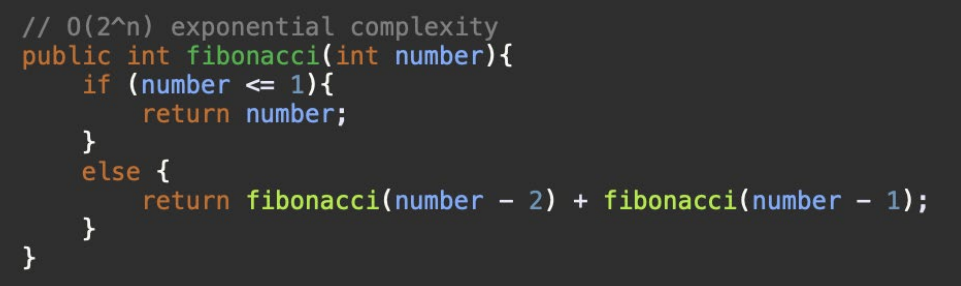 // O(2^n) exponential complexity
public int fibonacci(int number){
    if (number <= 1){
        return number;
    }
    else {
        return fibonacci(number - 2) + fibonacci(number - 1);
    }
}